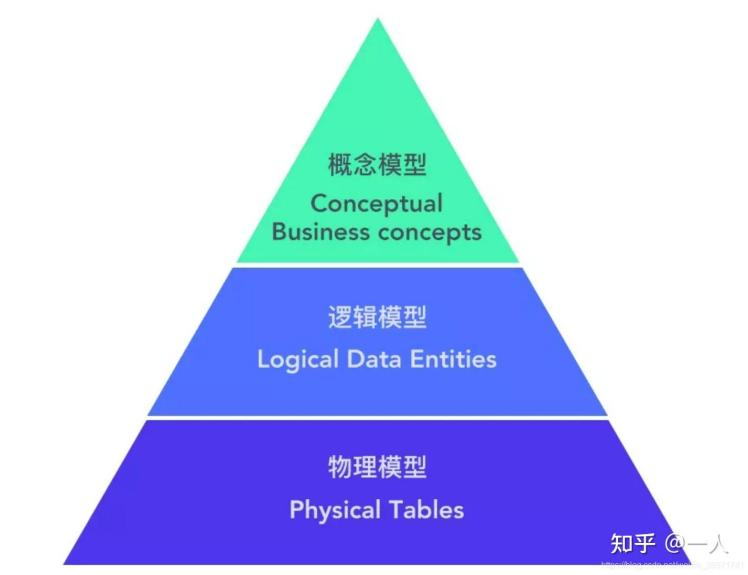 概念模型
Conceptual
Business concepts
逻辑模型
Logical Data Entities
物理模型
Physical Tables
知乎 @一人